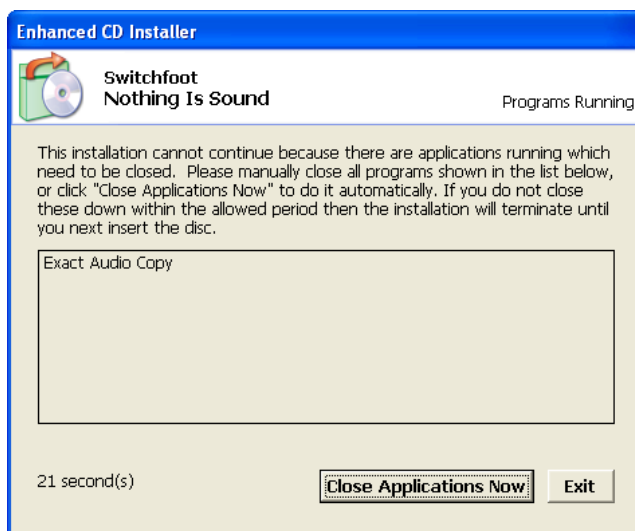 Enhanced CD Installer
Switchfoot
Nothing Is Sound
Programs Running
This installation cannot continue because there are applications running which
need to be closed. Please manually close all programs shown in the list below,
or click "Close Applications Now" to do it automatically. If you do not close
these down within the allowed period then the installation will terminate until
you next insert the disc.
Exact Audio Copy
21 second(s)
Close Applications Now
Exit